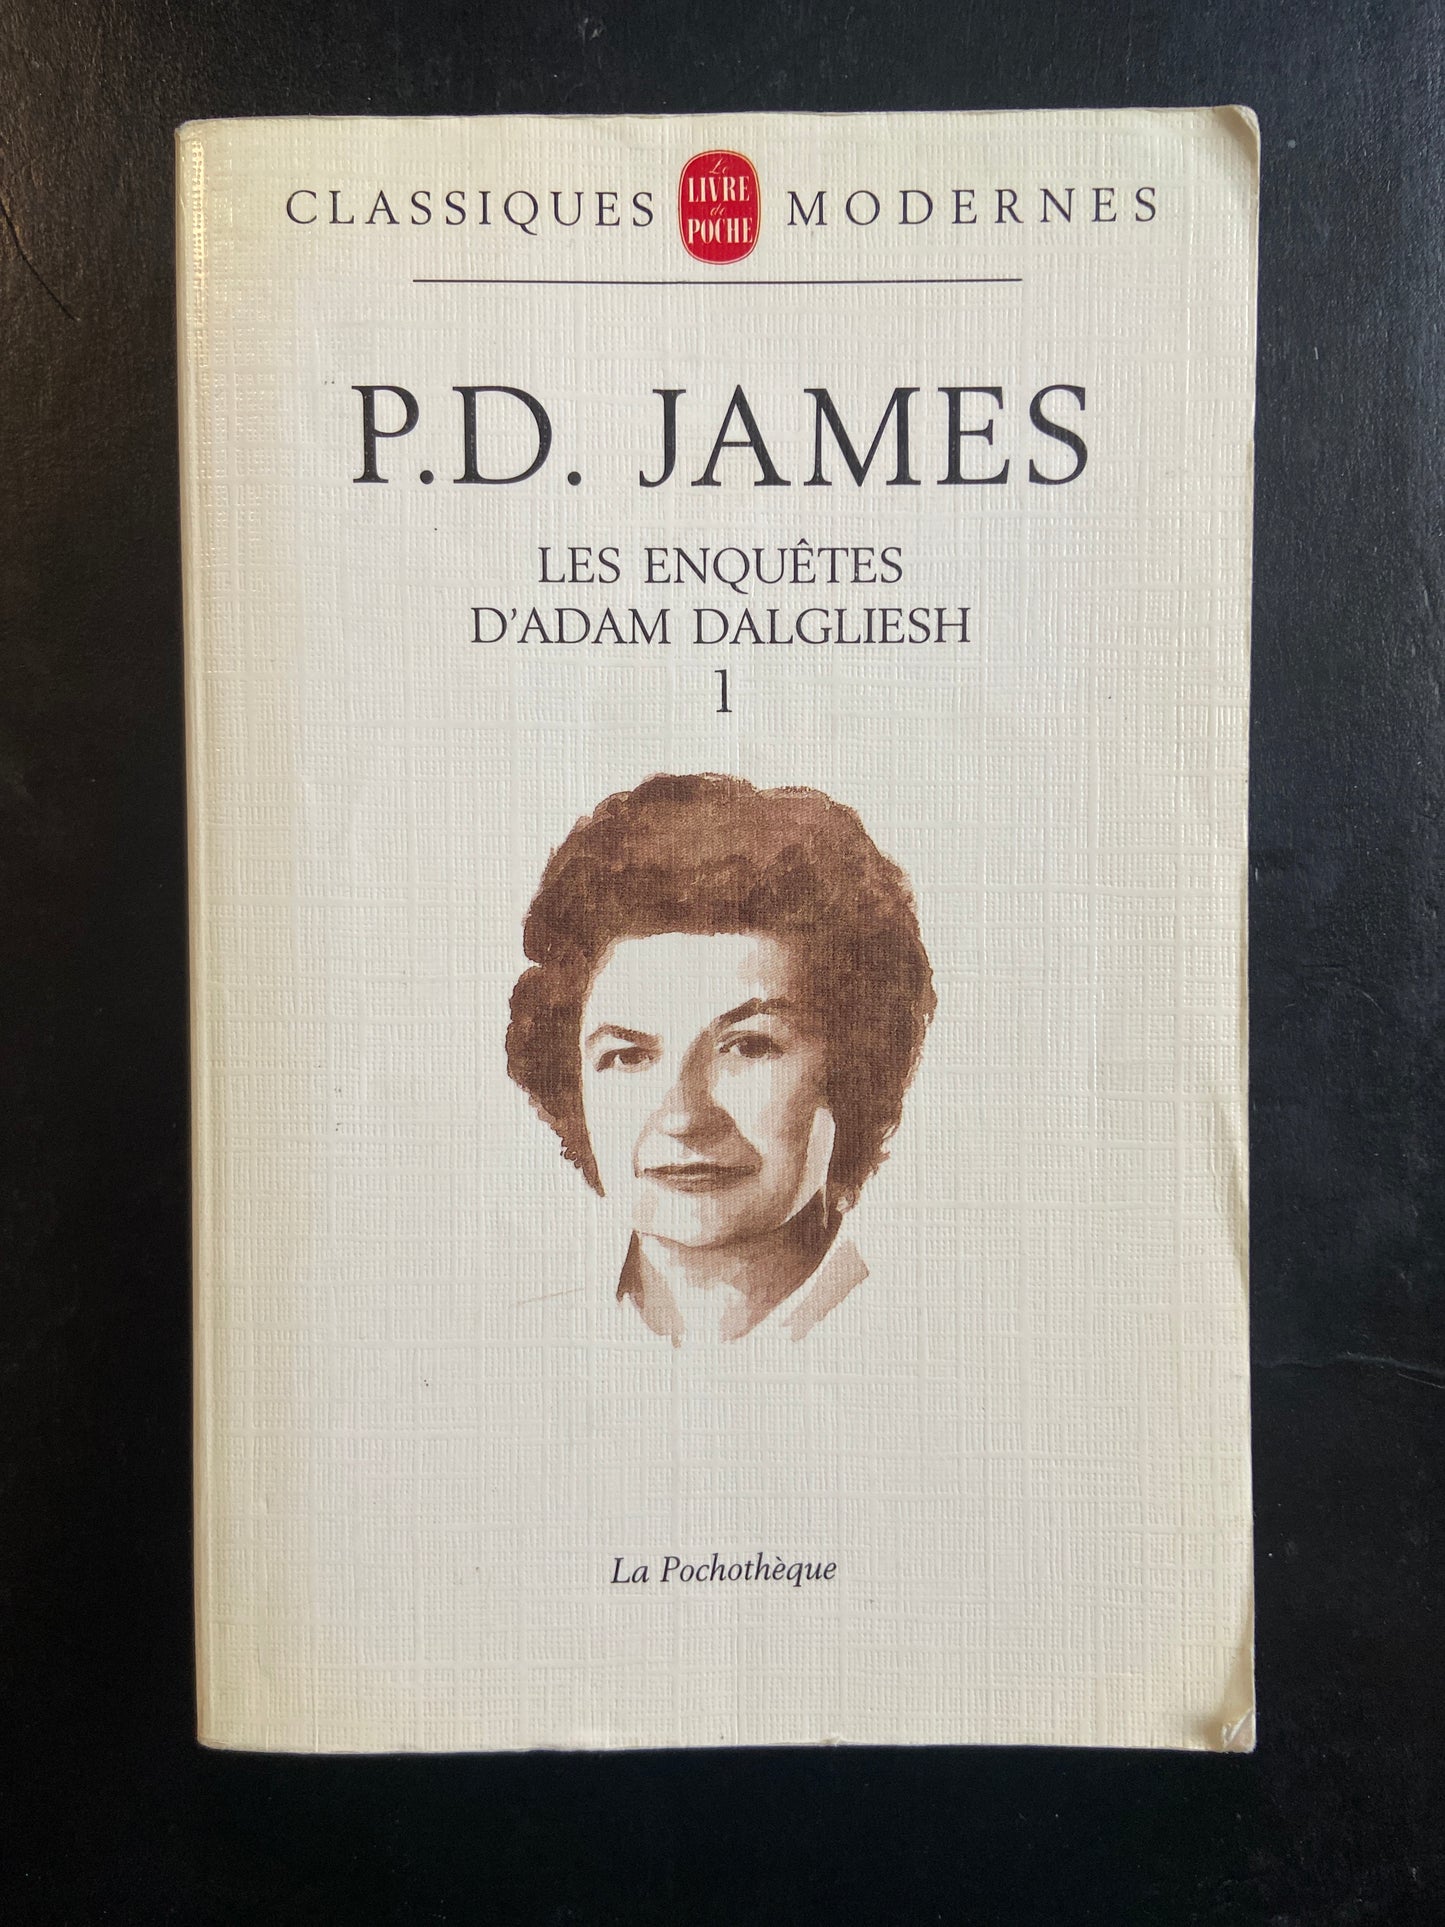 CLASSIQUES Le LIVRE de POCHE MODERNES
P.D. JAMES
LES ENQUÊTES
D'ADAM DALGLIESH
1
La Pochothèque